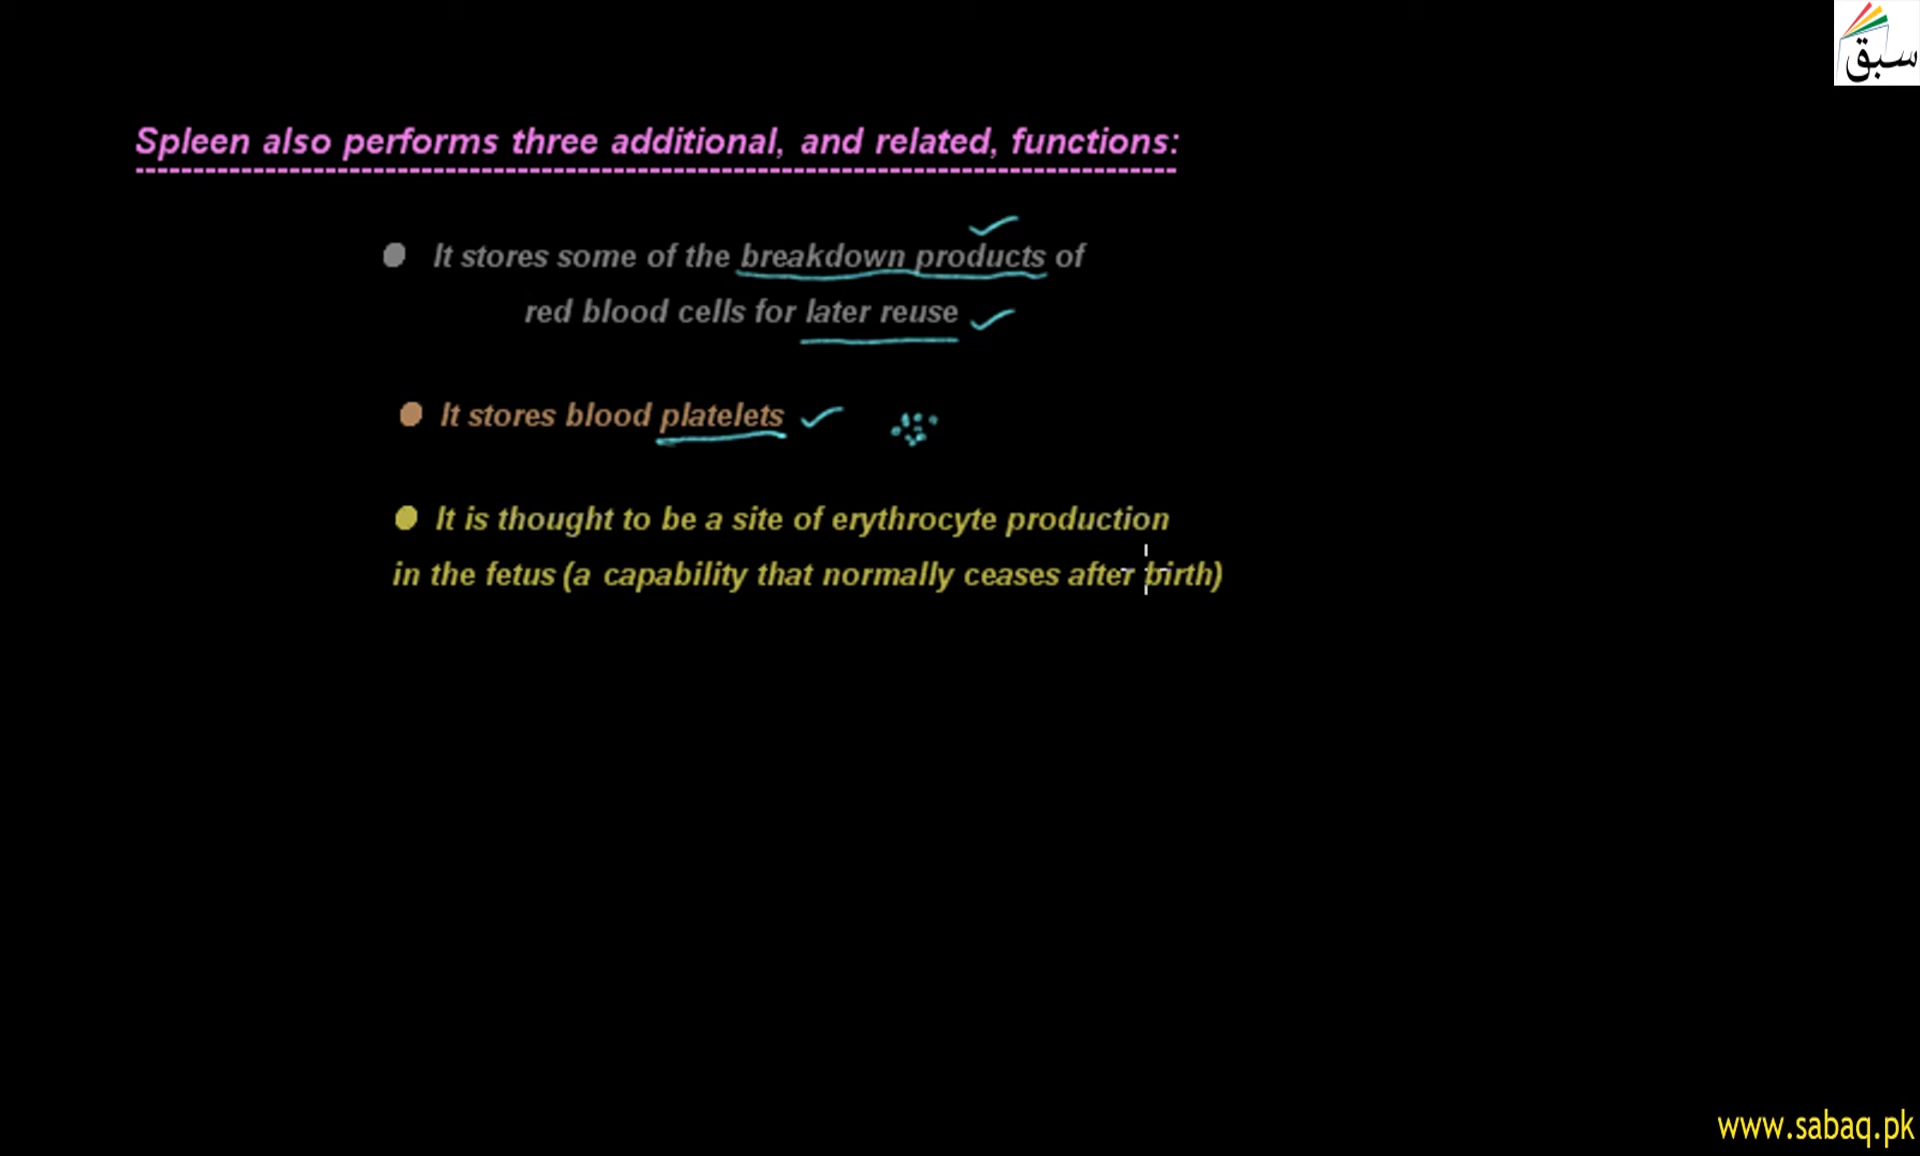 سبق
Spleen also performs three additional, and related, functions:
● It stores some of the breakdown products of
red blood cells for later reuse
● It stores blood platelets
● It is thought to be a site of erythrocyte production
in the fetus (a capability that normally ceases after birth)
www.sabaq.pk